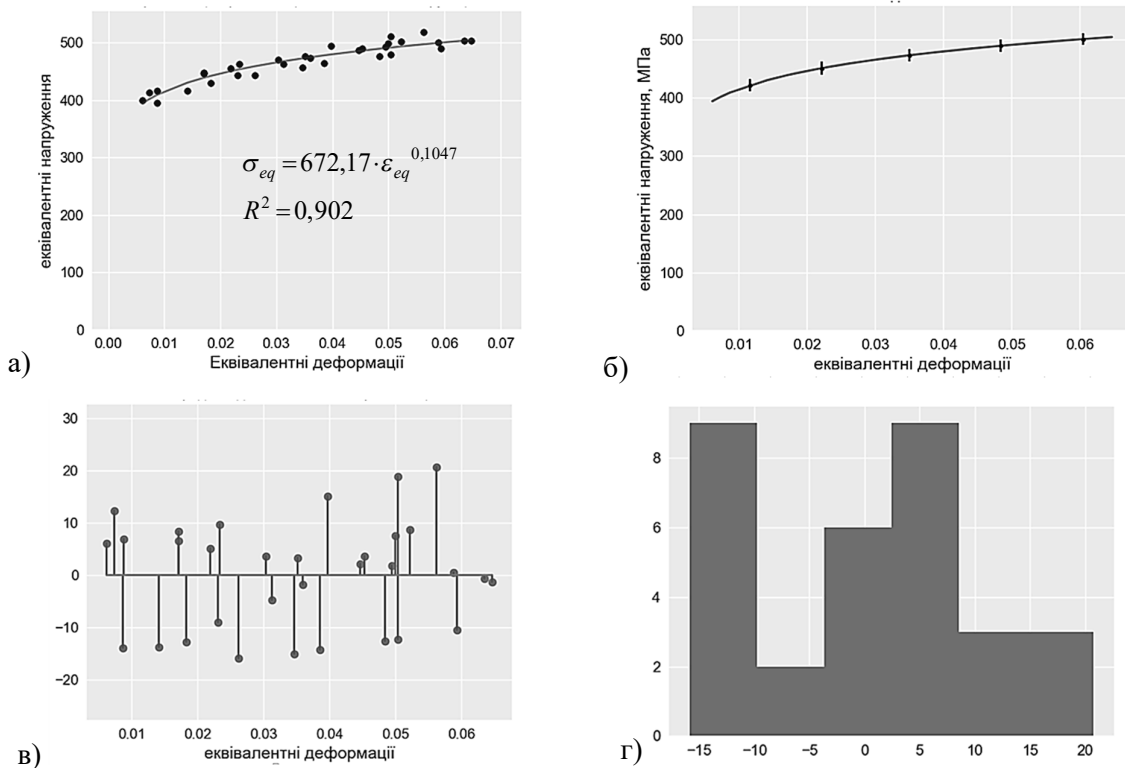 500
400
300
200
100
0
0.00 0.01 0.02 0.03 0.04 0.05 0.06 0.07
Еквівалентні деформації
еквівалентні напруження
σeq = 672,17·εeq^0,1047
R² = 0,902
а)
500
400
300
200
100
0
0.01 0.02 0.03 0.04 0.05 0.06
еквівалентні деформації
еквівалентні напруження, МПа
б)
30
20
10
0
−10
−20
0.01 0.02 0.03 0.04 0.05 0.06
еквівалентні деформації
в)
8
6
4
2
0
−15 −10 −5 0 5 10 15 20
г)